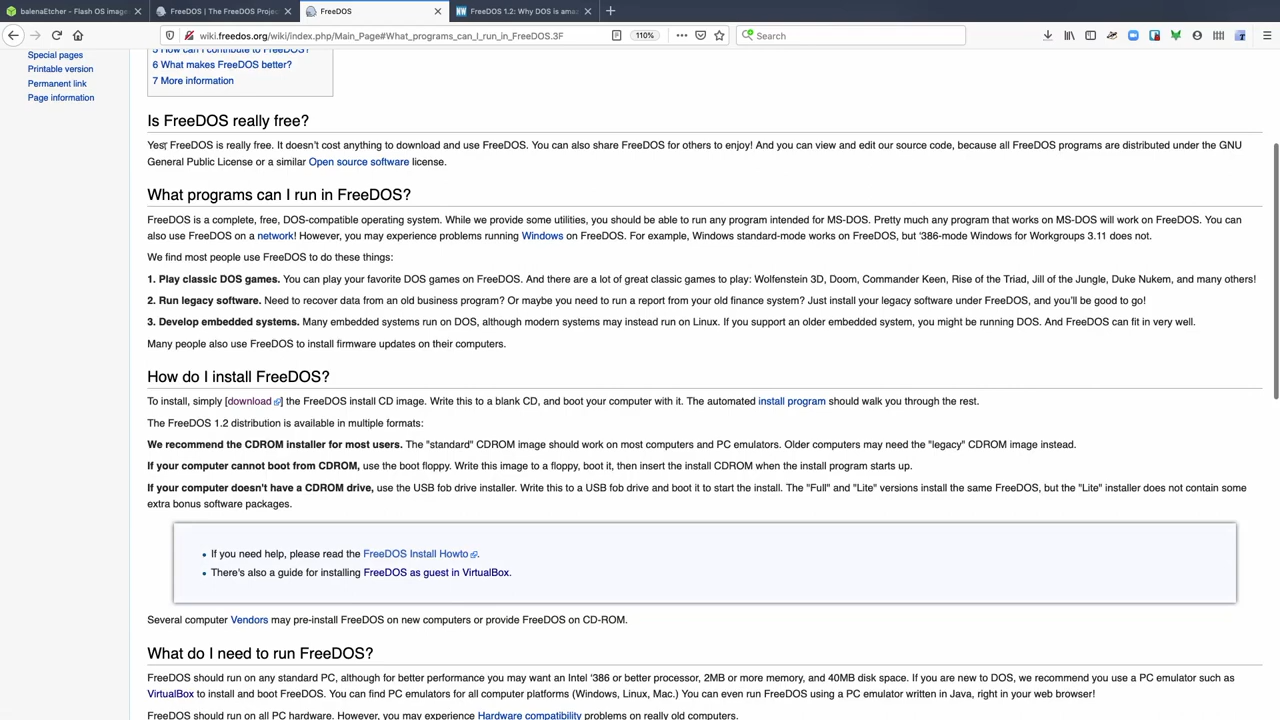 balenaEtcher - Flash OS image
FreeDOS | The FreeDOS Proje
FreeDOS
FreeDOS 1.2: Why DOS is ama
wiki.freedos.org/wiki/index.php/Main_Page#What_programs_can_I_run_in_FreeDOS.3F
110%
Search
Special pages
Printable version
Permanent link
Page information
5 How can I contribute to FreeDOS?
6 What makes FreeDOS better?
7 More information
Is FreeDOS really free?
Yes! FreeDOS is really free. It doesn't cost anything to download and use FreeDOS. You can also share FreeDOS for others to enjoy! And you can view and edit our source code, because all FreeDOS programs are distributed under the GNU
General Public License or a similar Open source software license.
What programs can I run in FreeDOS?
FreeDOS is a complete, free, DOS-compatible operating system. While we provide some utilities, you should be able to run any program intended for MS-DOS. Pretty much any program that works on MS-DOS will work on FreeDOS. You can
also use FreeDOS on a network! However, you may experience problems running Windows on FreeDOS. For example, Windows standard-mode works on FreeDOS, but '386-mode Windows for Workgroups 3.11 does not.
We find most people use FreeDOS to do these things:
1. Play classic DOS games. You can play your favorite DOS games on FreeDOS. And there are a lot of great classic games to play: Wolfenstein 3D, Doom, Commander Keen, Rise of the Triad, Jill of the Jungle, Duke Nukem, and many others!
2. Run legacy software. Need to recover data from an old business program? Or maybe you need to run a report from your old finance system? Just install your legacy software under FreeDOS, and you'll be good to go!
3. Develop embedded systems. Many embedded systems run on DOS, although modern systems may instead run on Linux. If you support an older embedded system, you might be running DOS. And FreeDOS can fit in very well.
Many people also use FreeDOS to install firmware updates on their computers.
How do I install FreeDOS?
To install, simply [download] the FreeDOS install CD image. Write this to a blank CD, and boot your computer with it. The automated install program should walk you through the rest.
The FreeDOS 1.2 distribution is available in multiple formats:
We recommend the CDROM installer for most users. The "standard" CDROM image should work on most computers and PC emulators. Older computers may need the "legacy" CDROM image instead.
If your computer cannot boot from CDROM, use the boot floppy. Write this image to a floppy, boot it, then insert the install CDROM when the install program starts up.
If your computer doesn't have a CDROM drive, use the USB fob drive installer. Write this to a USB fob drive and boot it to start the install. The "Full" and "Lite" versions install the same FreeDOS, but the "Lite" installer does not contain some
extra bonus software packages.
If you need help, please read the FreeDOS Install Howto.
There's also a guide for installing FreeDOS as guest in VirtualBox.
Several computer Vendors may pre-install FreeDOS on new computers or provide FreeDOS on CD-ROM.
What do I need to run FreeDOS?
FreeDOS should run on any standard PC, although for better performance you may want an Intel '386 or better processor, 2MB or more memory, and 40MB disk space. If you are new to DOS, we recommend you use a PC emulator such as
VirtualBox to install and boot FreeDOS. You can find PC emulators for all computer platforms (Windows, Linux, Mac.) You can even run FreeDOS using a PC emulator written in Java, right in your web browser!
FreeDOS should run on all PC hardware. However, you may experience Hardware compatibility problems on really old computers.